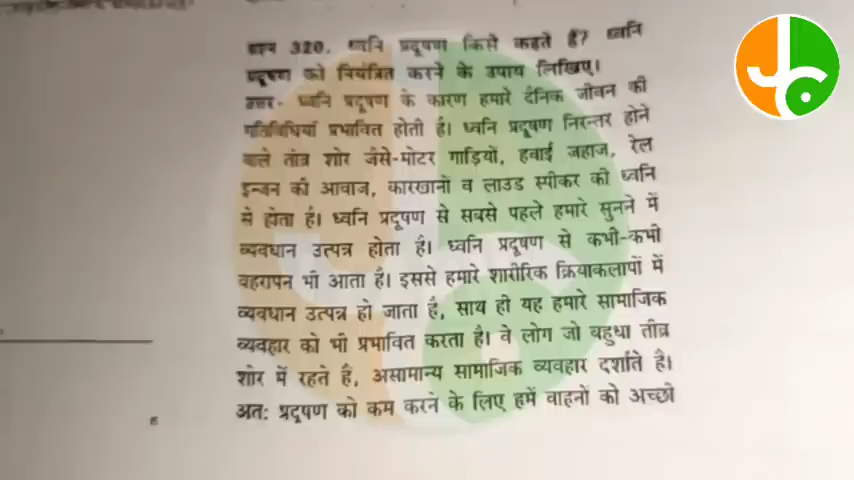 प्रश्न 320. ध्वनि प्रदूषण किसे कहते हैं? ध्वनि
प्रदूषण को नियंत्रित करने के उपाय लिखिए।
उत्तर- ध्वनि प्रदूषण के कारण हमारे दैनिक जीवन की
गतिविधियां प्रभावित होती हैं। ध्वनि प्रदूषण निरन्तर होने
वाले तीव्र शोर जैसे-मोटर गाड़ियों, हवाई जहाज, रेल
इन्जन की आवाज, कारखानों व लाउड स्पीकर की ध्वनि
से होता है। ध्वनि प्रदूषण से सबसे पहले हमारे सुनने में
व्यवधान उत्पन्न होता है। ध्वनि प्रदूषण से कभी-कभी
बहरापन भी आता है। इससे हमारे शारीरिक क्रियाकलापों में
व्यवधान उत्पन्न हो जाता है, साथ ही यह हमारे सामाजिक
व्यवहार को भी प्रभावित करता है। वे लोग जो बहुधा तीव्र
शोर में रहते हैं, असामान्य सामाजिक व्यवहार दर्शाते है।
अत: प्रदूषण को कम करने के लिए हमें वाहनों को अच्छी